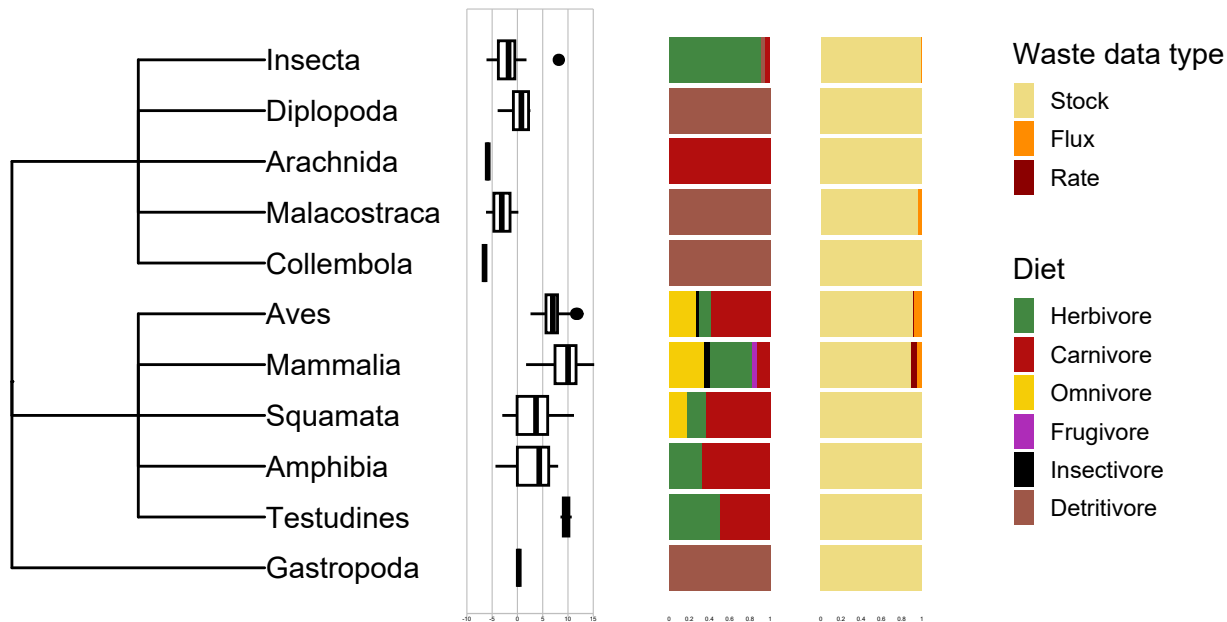 Insecta
Diplopoda
Arachnida
Malacostraca
Collembola
Aves
Mammalia
Squamata
Amphibia
Testudines
Gastropoda
-10 -5 0 5 10 15
0 0.2 0.4 0.6 0.8 1
0 0.2 0.4 0.6 0.8 1
Waste data type
Stock
Flux
Rate
Diet
Herbivore
Carnivore
Omnivore
Frugivore
Insectivore
Detritivore